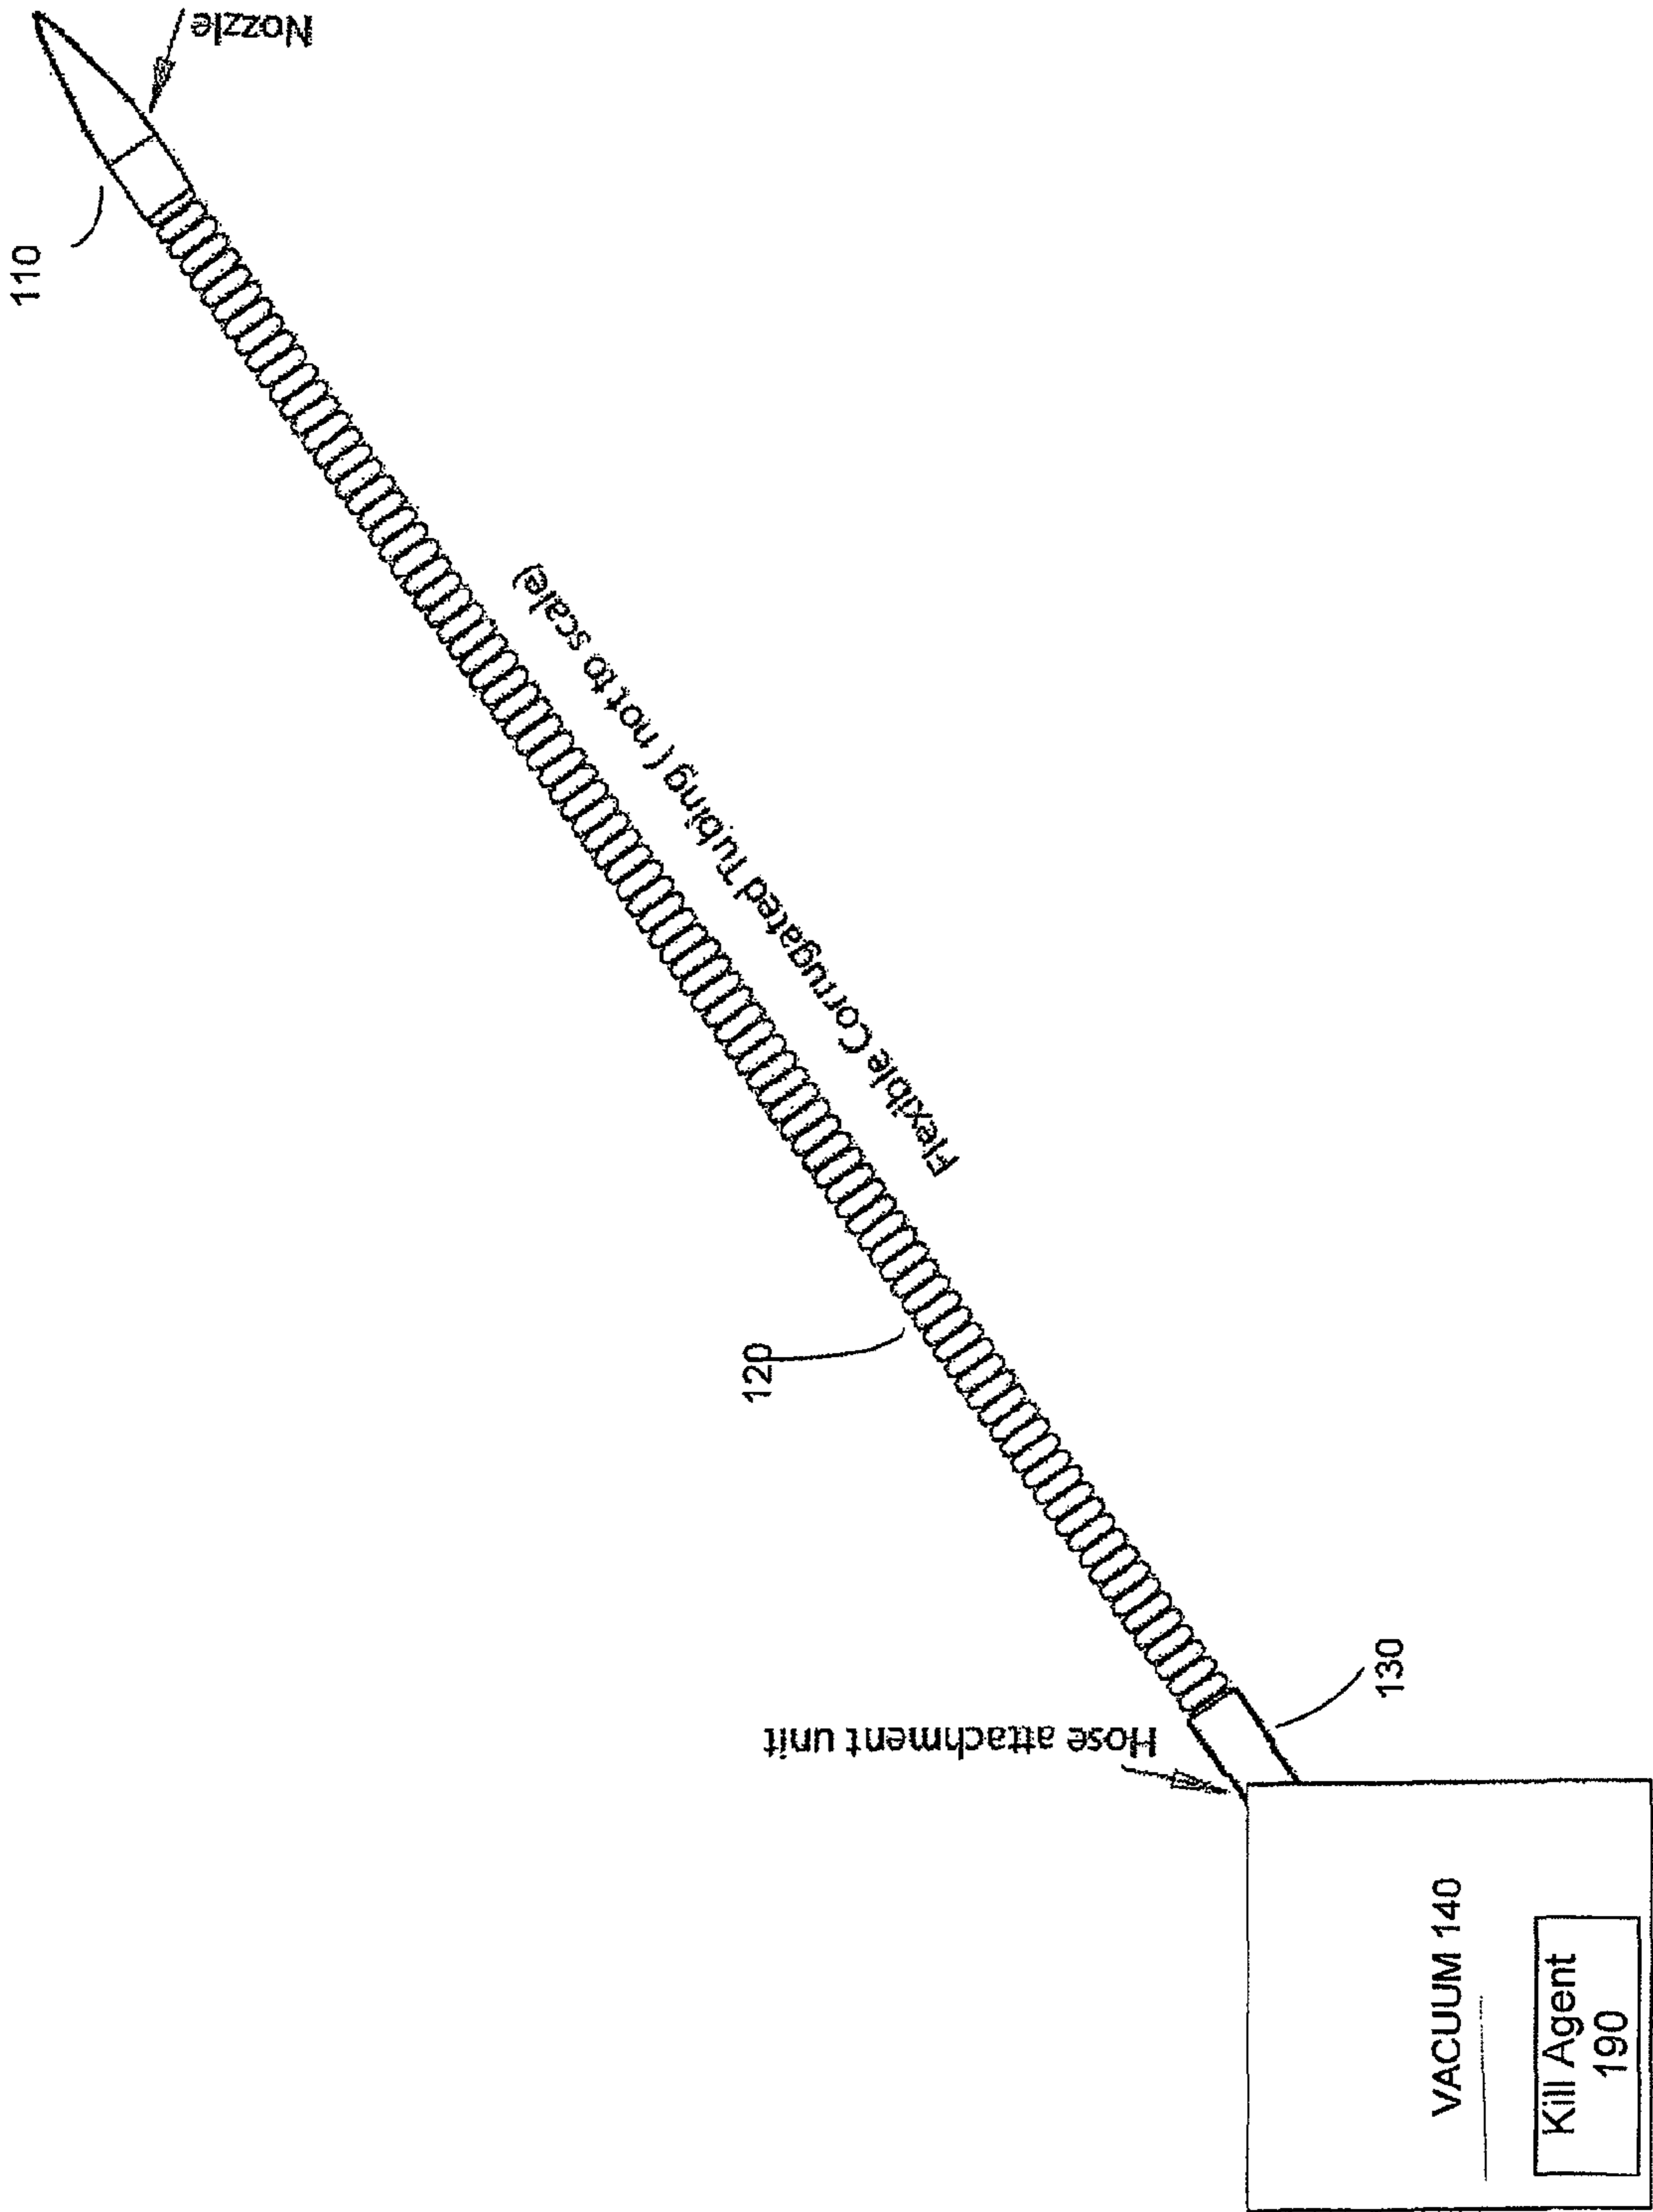 110
Nozzle
Flexible Corrugated Tubing ( not to scale)
120
Hose attachment unit
130
VACUUM 140
Kill Agent
190